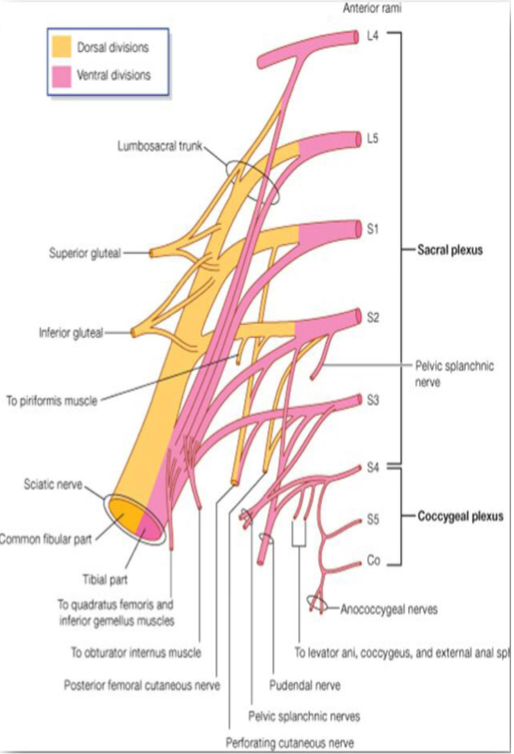 Anterior rami
Dorsal divisions
Ventral divisions
L4
L5
Lumbosacral trunk
S1
Superior gluteal
Sacral plexus
S2
Inferior gluteal
Pelvic splanchnic
nerve
To piriformis muscle
S3
S4
Sciatic nerve
S5
Coccygeal plexus
Common fibular part
Co
Tibial part
To quadratus femoris and
inferior gemellus muscles
Anococcygeal nerves
To obturator internus muscle
To levator ani, coccygeus, and external anal sph
Posterior femoral cutaneous nerve
Pudendal nerve
Pelvic splanchnic nerves
Perforating cutaneous nerve